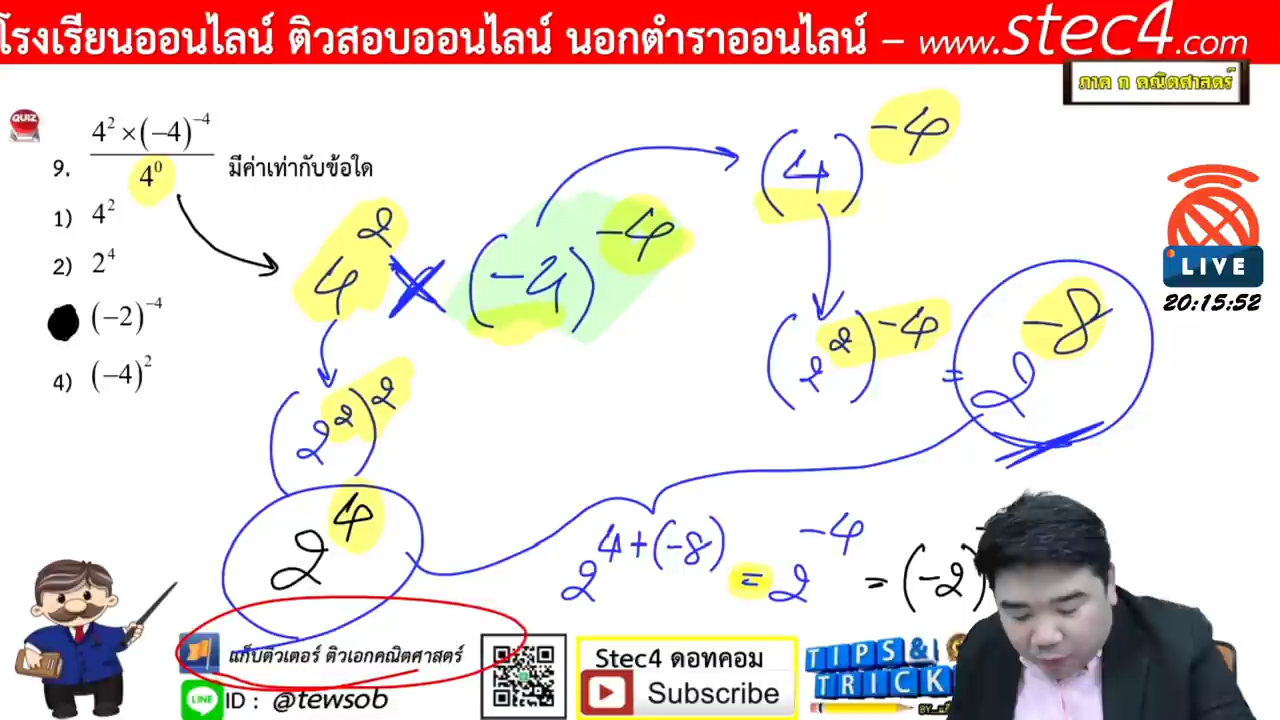 โรงเรียนออนไลน์ ติวสอบออนไลน์ นอกตำราออนไลน์ – www.stec4.com
ภาค ก คณิตศาสตร์
QUIZ
9. (4² × (−4)⁻⁴) / 4⁰ มีค่าเท่ากับข้อใด
1) 4²
2) 2⁴
(−2)⁻⁴
4) (−4)²
4² × (−4)⁻⁴
(4)⁻⁴
(2²)⁻⁴ = 2⁻⁸
(2²)²
2⁴
2⁴⁺⁽⁻⁸⁾ = 2⁻⁴ = (−2)
LIVE
20:15:52
แก็บติวเตอร์ ติวเอกคณิตศาสตร์
LINE ID : @tewsob
Stec4 ดอทคอม
Subscribe
TIPS &
TRICK